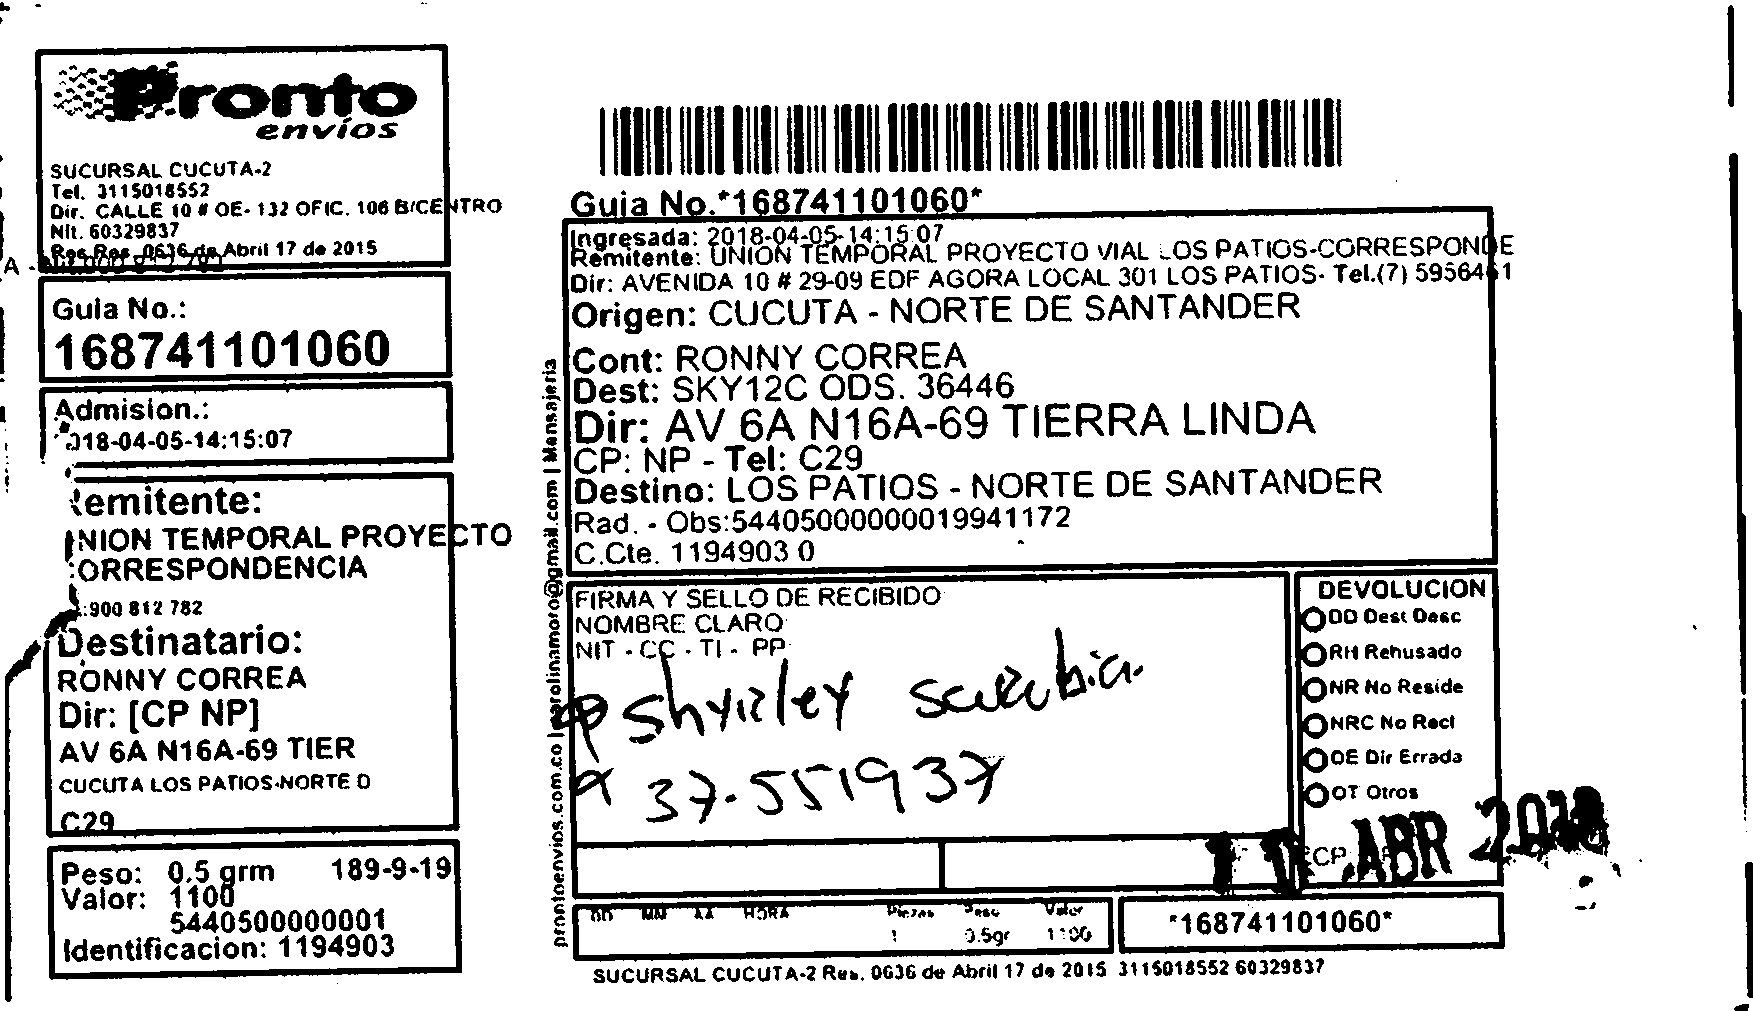 Pronto
envíos
SUCURSAL CUCUTA-2
Tel. 3115018552
Dir. CALLE 10 # OE- 132 OFIC. 106 B/CENTRO
Nit. 60329837
Res Res. 0636 de Abril 17 de 2015
Guia No.:
168741101060
Admision.:
018-04-05-14:15:07
emitente:
NION TEMPORAL PROYECTO
ORRESPONDENCIA
:900 812 782
Destinatario:
RONNY CORREA
Dir: [CP NP]
AV 6A N16A-69 TIER
CUCUTA LOS PATIOS-NORTE D
C29
Peso: 0.5 grm 189-9-19
Valor: 1100
5440500000001
Identificacion: 1194903
prontoenvios.com.co | carolinamoro@gmail.com | Mensajeria
Guia No.*168741101060*
Ingresada: 2018-04-05-14:15:07
Remitente: UNION TEMPORAL PROYECTO VIAL LOS PATIOS-CORRESPONDE
Dir: AVENIDA 10 # 29-09 EDF AGORA LOCAL 301 LOS PATIOS- Tel.(7) 5956461
Origen: CUCUTA - NORTE DE SANTANDER
Cont: RONNY CORREA
Dest: SKY12C ODS. 36446
Dir: AV 6A N16A-69 TIERRA LINDA
CP: NP - Tel: C29
Destino: LOS PATIOS - NORTE DE SANTANDER
Rad. - Obs:544050000000019941172
C.Cte. 1194903 0
FIRMA Y SELLO DE RECIBIDO
NOMBRE CLARO
NIT - CC - TI - PP
Shyrley
37.551937
DEVOLUCION
DD Dest Desc
RH Rehusado
NR No Reside
NRC No Recl
DE Dir Errada
OT Otros
CP
10 ABR 2018
DD MM AA HORA Piezas Peso Valor
1 0.5gr 1100
*168741101060*
SUCURSAL CUCUTA-2 Res. 0636 de Abril 17 de 2015 3115018552 60329837